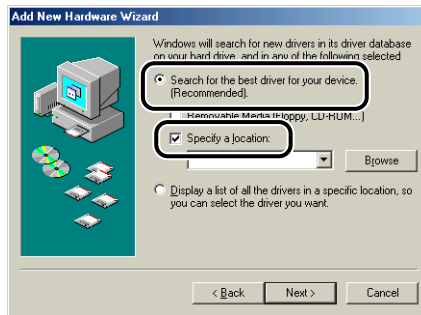 Add New Hardware Wizard
Windows will search for new drivers in its driver database
on your hard drive, and in any of the following selected
Search for the best driver for your device.
(Recommended).
Removable Media (Floppy, CD-ROM...)
Specify a location:
Browse
Display a list of all the drivers in a specific location, so
you can select the driver you want.
< Back
Next >
Cancel